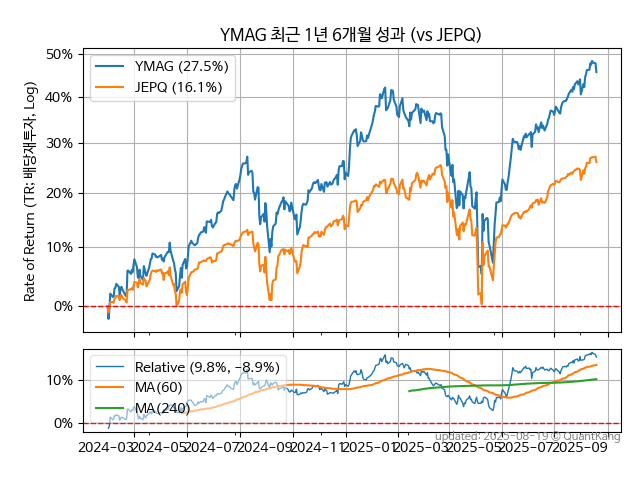 YMAG 최근 1년 6개월 성과 (vs JEPQ)
Rate of Return (TR: 배당재투자, Log)
50%
40%
30%
20%
10%
0%
YMAG (27.5%)
JEPQ (16.1%)
10%
0%
Relative (9.8%, -8.9%)
MA(60)
MA(240)
2024-03
2024-05
2024-07
2024-09
2024-11
2025-01
2025-03
2025-05
2025-07
2025-09
updated: 2025-08-19 © QuantKang